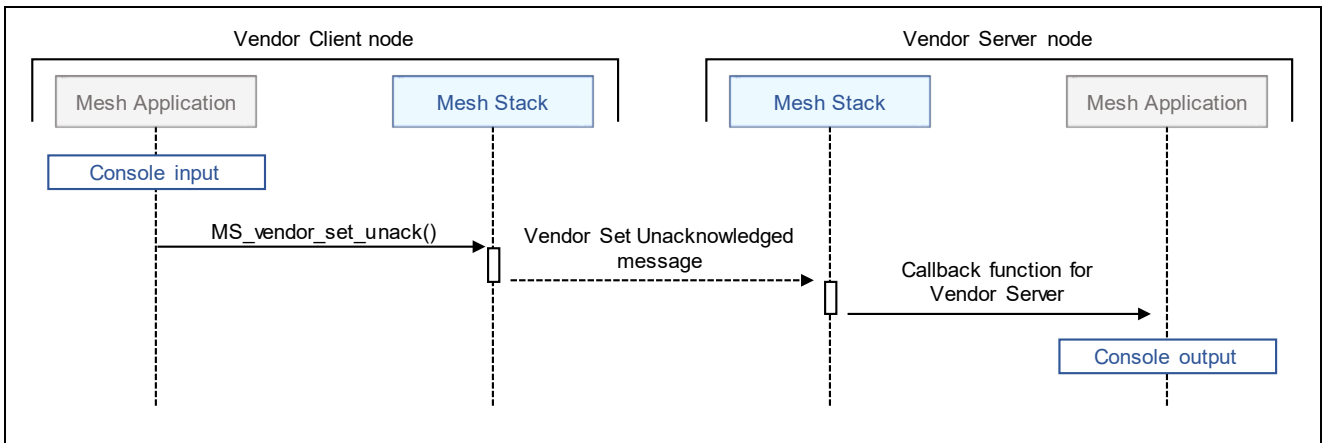 Vendor Client node
Vendor Server node
Mesh Application
Mesh Stack
Mesh Stack
Mesh Application
Console input
MS_vendor_set_unack()
Vendor Set Unacknowledged
message
Callback function for
Vendor Server
Console output